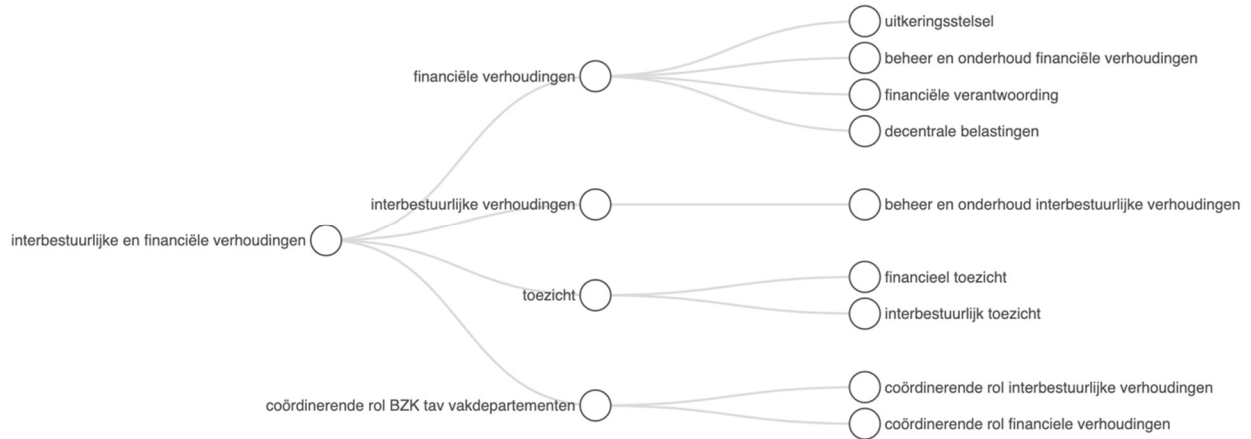 interbestuurlijke en financiële verhoudingen
financiële verhoudingen
uitkeringsstelsel
beheer en onderhoud financiële verhoudingen
financiële verantwoording
decentrale belastingen
interbestuurlijke verhoudingen
beheer en onderhoud interbestuurlijke verhoudingen
toezicht
financieel toezicht
interbestuurlijk toezicht
coördinerende rol BZK tav vakdepartementen
coördinerende rol interbestuurlijke verhoudingen
coördinerende rol financiele verhoudingen